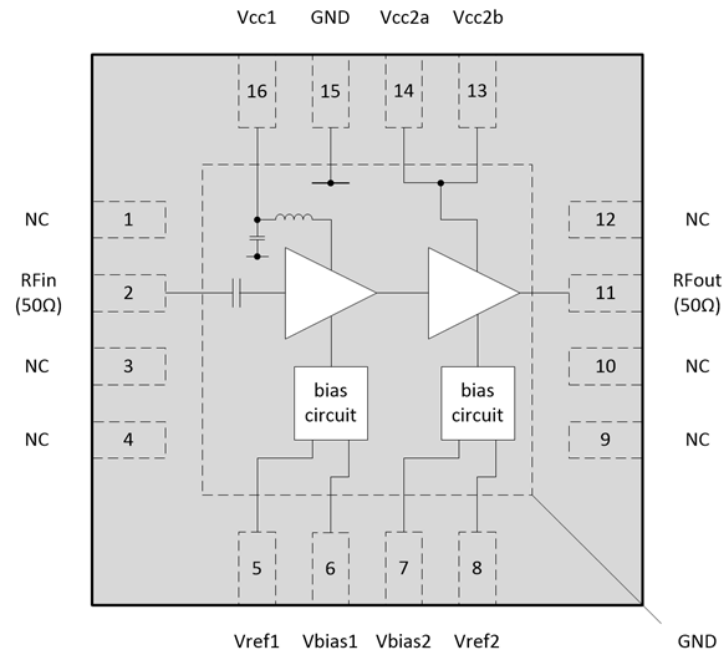 Vcc1 GND Vcc2a Vcc2b
16 15 14 13
NC 1 12 NC
RFin
(50Ω) 2 11 RFout
(50Ω)
NC 3 10 NC
bias
circuit
bias
circuit
NC 4 9 NC
5 6 7 8
Vref1 Vbias1 Vbias2 Vref2 GND